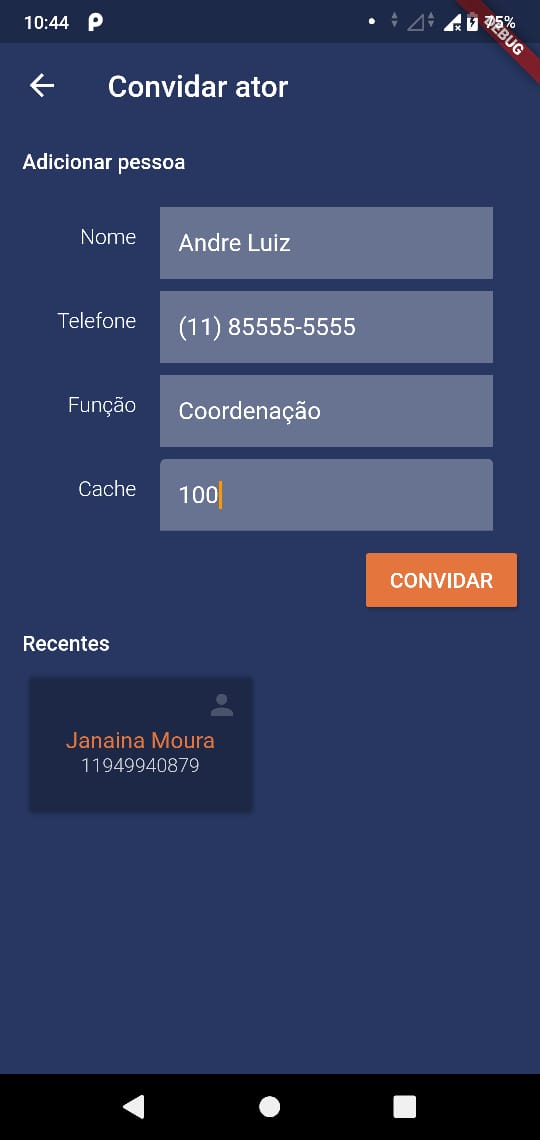 10:44
75%
DEBUG
Convidar ator
Adicionar pessoa
Nome
Andre Luiz
Telefone
(11) 85555-5555
Função
Coordenação
Cache
100
CONVIDAR
Recentes
Janaina Moura
11949940879